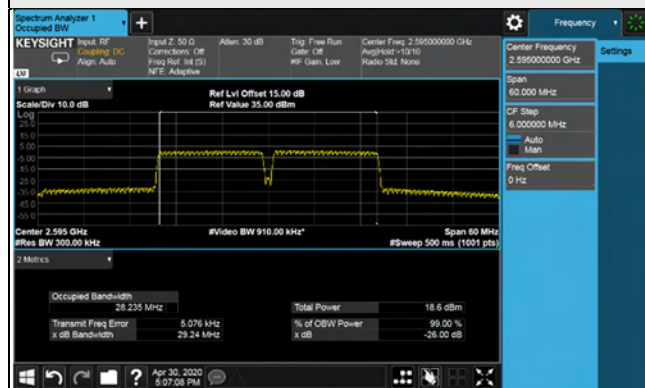 Spectrum Analyzer 1
Occupied BW
Frequency
KEYSIGHT
Input: RF
Coupling: DC
Align: Auto
Input Z: 50 Ω
Corrections: Off
Freq Ref: Int (S)
NFE: Adaptive
Atten: 30 dB
Trig: Free Run
Gate: Off
#IF Gain: Low
Center Freq: 2.595000000 GHz
Avg|Hold:>10/10
Radio Std: None
LXI
1 Graph
Scale/Div 10.0 dB
Ref Lvl Offset 15.00 dB
Ref Value 35.00 dBm
Log
25.0
15.0
5.00
-5.00
-15.0
-25.0
-35.0
-45.0
-55.0
Center 2.595 GHz
#Res BW 300.00 kHz
#Video BW 910.00 kHz*
Span 60 MHz
#Sweep 500 ms (1001 pts)
2 Metrics
Occupied Bandwidth
28.235 MHz
Total Power 18.6 dBm
Transmit Freq Error 5.076 kHz
% of OBW Power 99.00 %
x dB Bandwidth 29.24 MHz
x dB -26.00 dB
Apr 30, 2020
5:07:08 PM
Center Frequency
2.595000000 GHz
Settings
Span
60.000 MHz
CF Step
6.000000 MHz
Auto
Man
Freq Offset
0 Hz